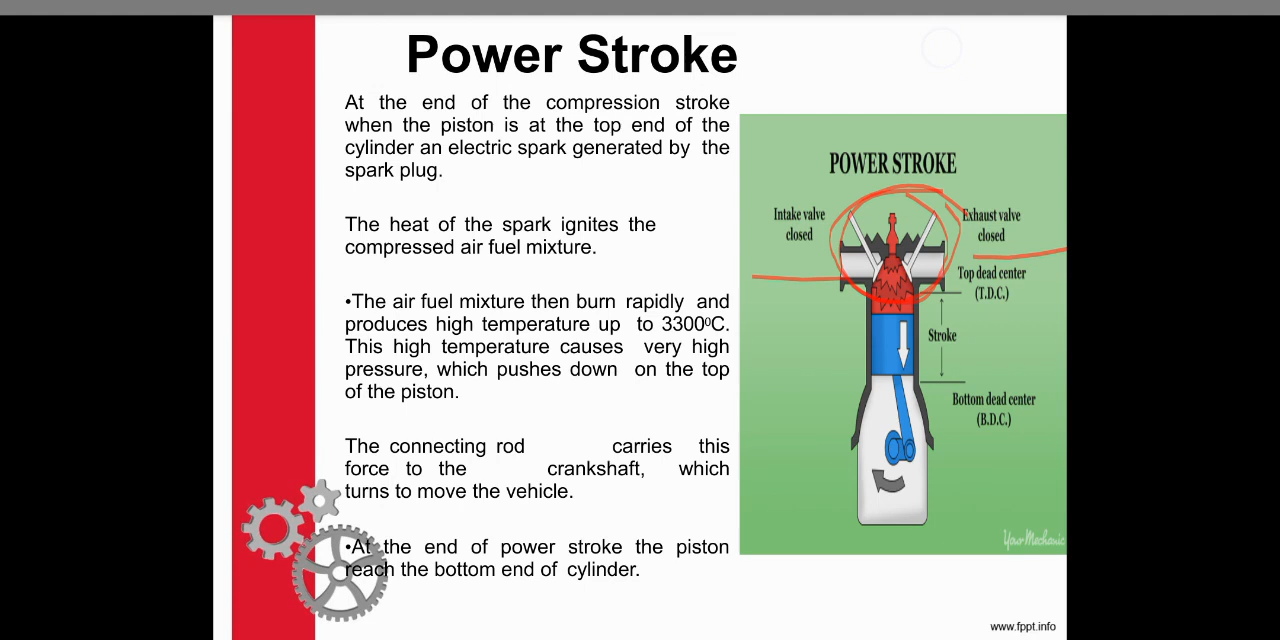 Power Stroke
At the end of the compression stroke
when the piston is at the top end of the
cylinder an electric spark generated by the
spark plug.
The heat of the spark ignites the
compressed air fuel mixture.
•The air fuel mixture then burn rapidly and
produces high temperature up to 3300⁰C.
This high temperature causes very high
pressure, which pushes down on the top
of the piston.
The connecting rod carries this
force to the crankshaft, which
turns to move the vehicle.
•At the end of power stroke the piston
reach the bottom end of cylinder.
POWER STROKE
Intake valve
closed
Exhaust valve
closed
Top dead center
(T.D.C.)
Stroke
Bottom dead center
(B.D.C.)
Your Mechanic
www.fppt.info